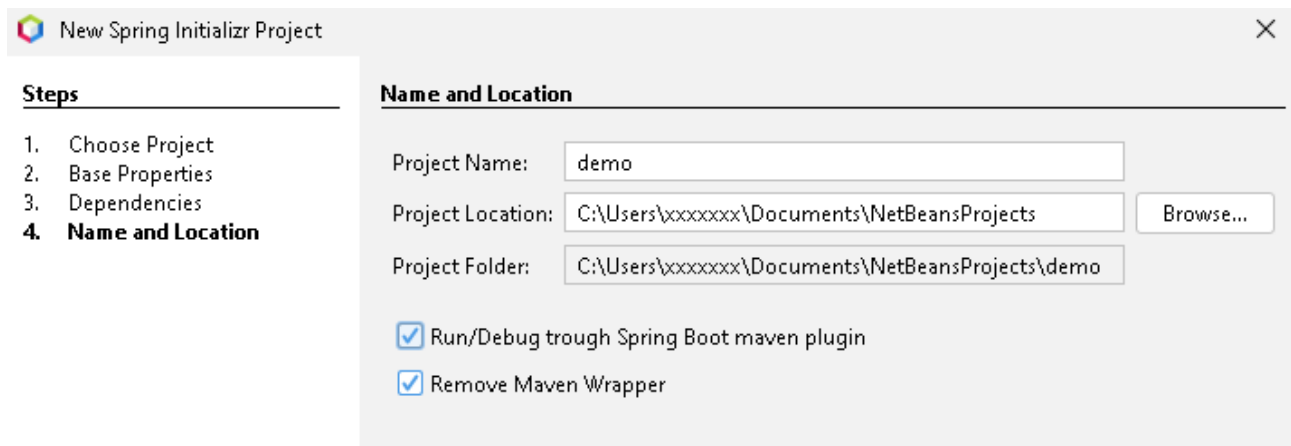 New Spring Initializr Project
Steps
1. Choose Project
2. Base Properties
3. Dependencies
4. Name and Location
Name and Location
Project Name: demo
Project Location: C:\Users\xxxxxxx\Documents\NetBeansProjects Browse...
Project Folder: C:\Users\xxxxxxx\Documents\NetBeansProjects\demo
Run/Debug trough Spring Boot maven plugin
Remove Maven Wrapper